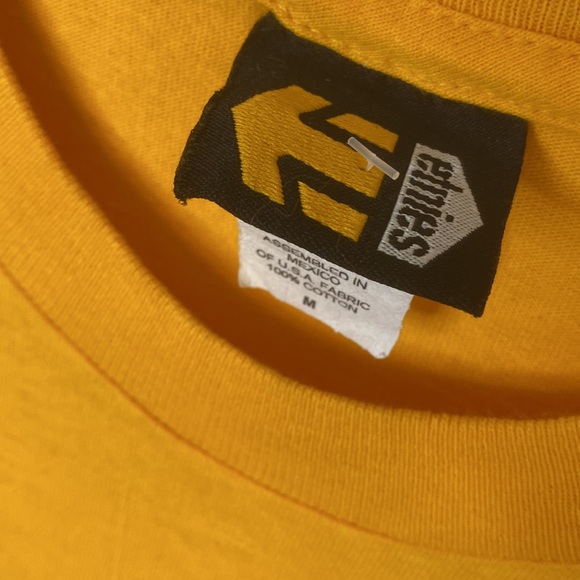 etnies
ASSEMBLED IN
MEXICO
OF U.S.A. FABRIC
100% COTTON
M